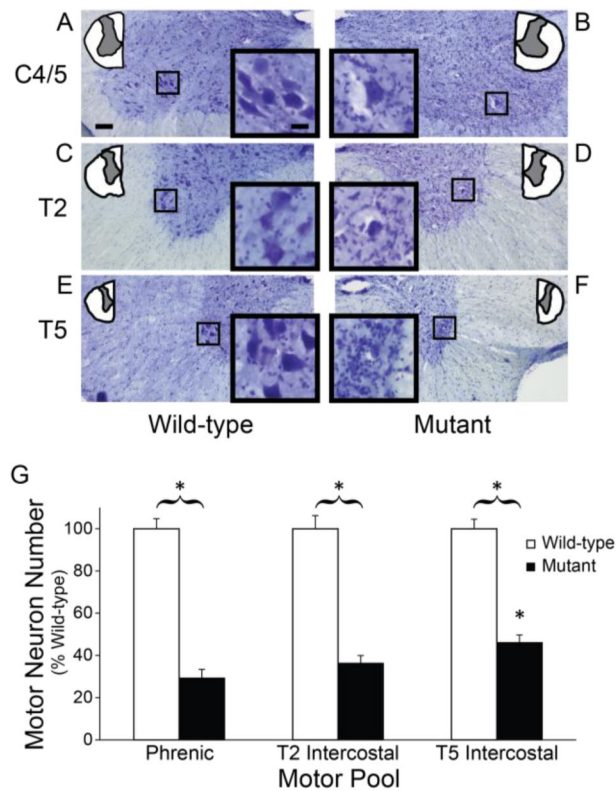 A B
C4/5
C D
T2
E F
T5
Wild-type Mutant
G
*
*
*
*
Motor Neuron Number
(% Wild-type)
100
80
60
40
20
0
Wild-type
Mutant
Phrenic T2 Intercostal T5 Intercostal
Motor Pool